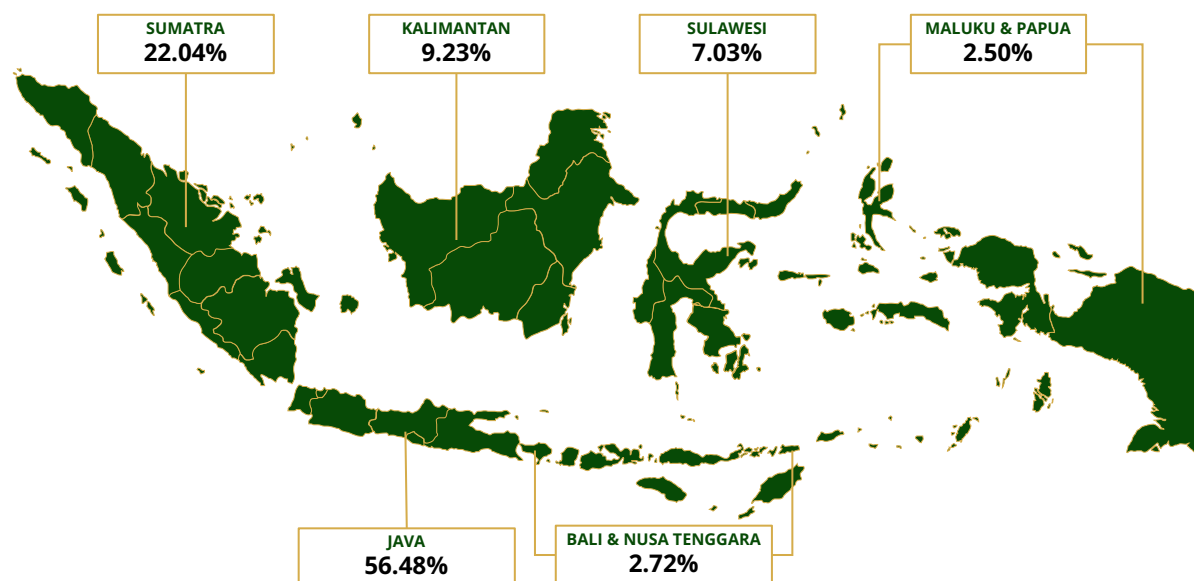 SUMATRA
22.04%
KALIMANTAN
9.23%
SULAWESI
7.03%
MALUKU & PAPUA
2.50%
JAVA
56.48%
BALI & NUSA TENGGARA
2.72%